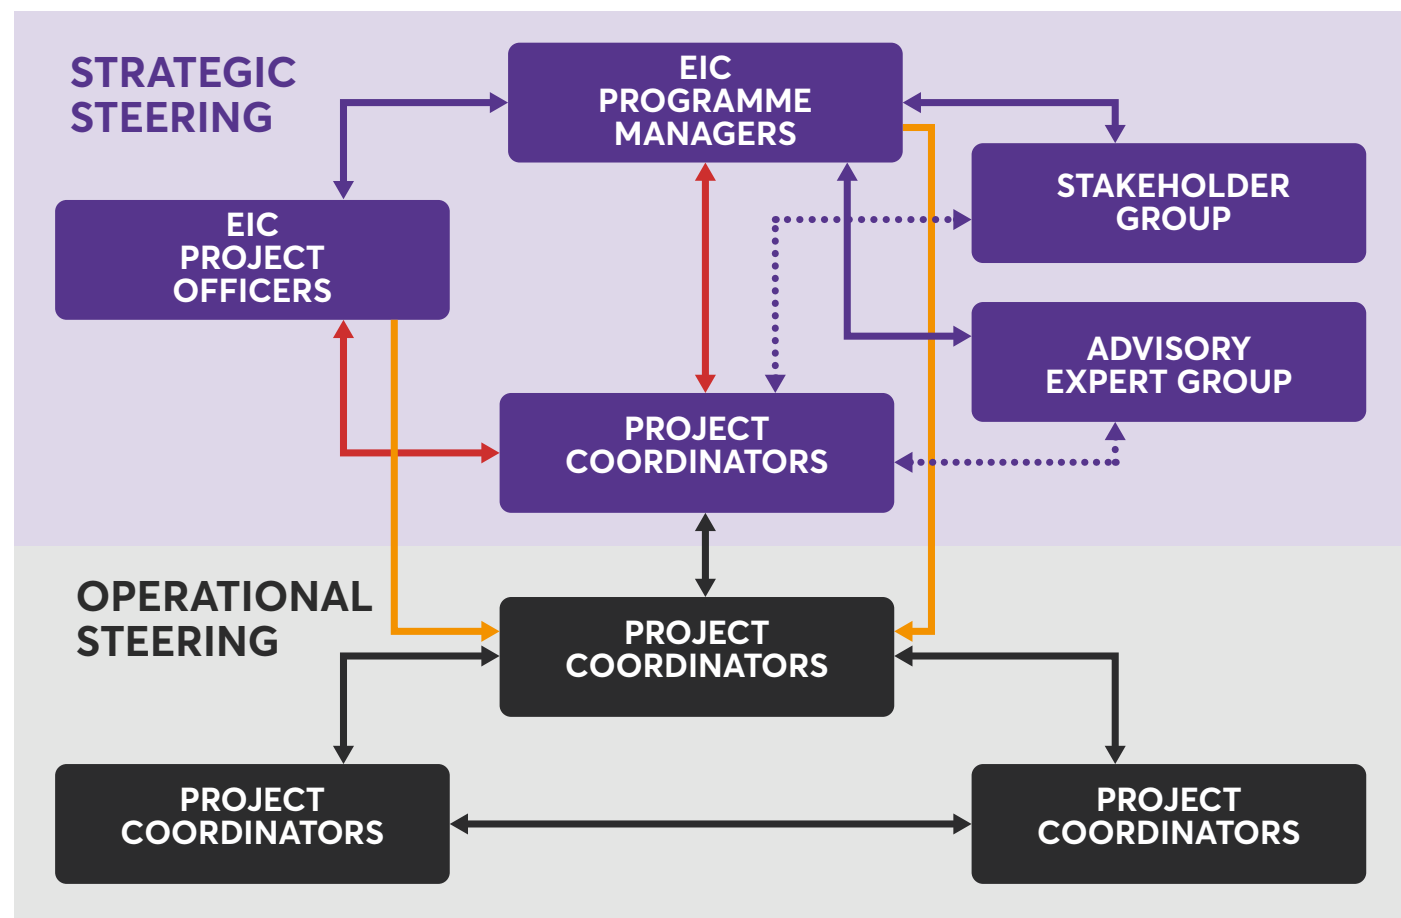 STRATEGIC
STEERING
EIC
PROGRAMME
MANAGERS
STAKEHOLDER
GROUP
EIC
PROJECT
OFFICERS
ADVISORY
EXPERT GROUP
PROJECT
COORDINATORS
OPERATIONAL
STEERING
PROJECT
COORDINATORS
PROJECT
COORDINATORS
PROJECT
COORDINATORS